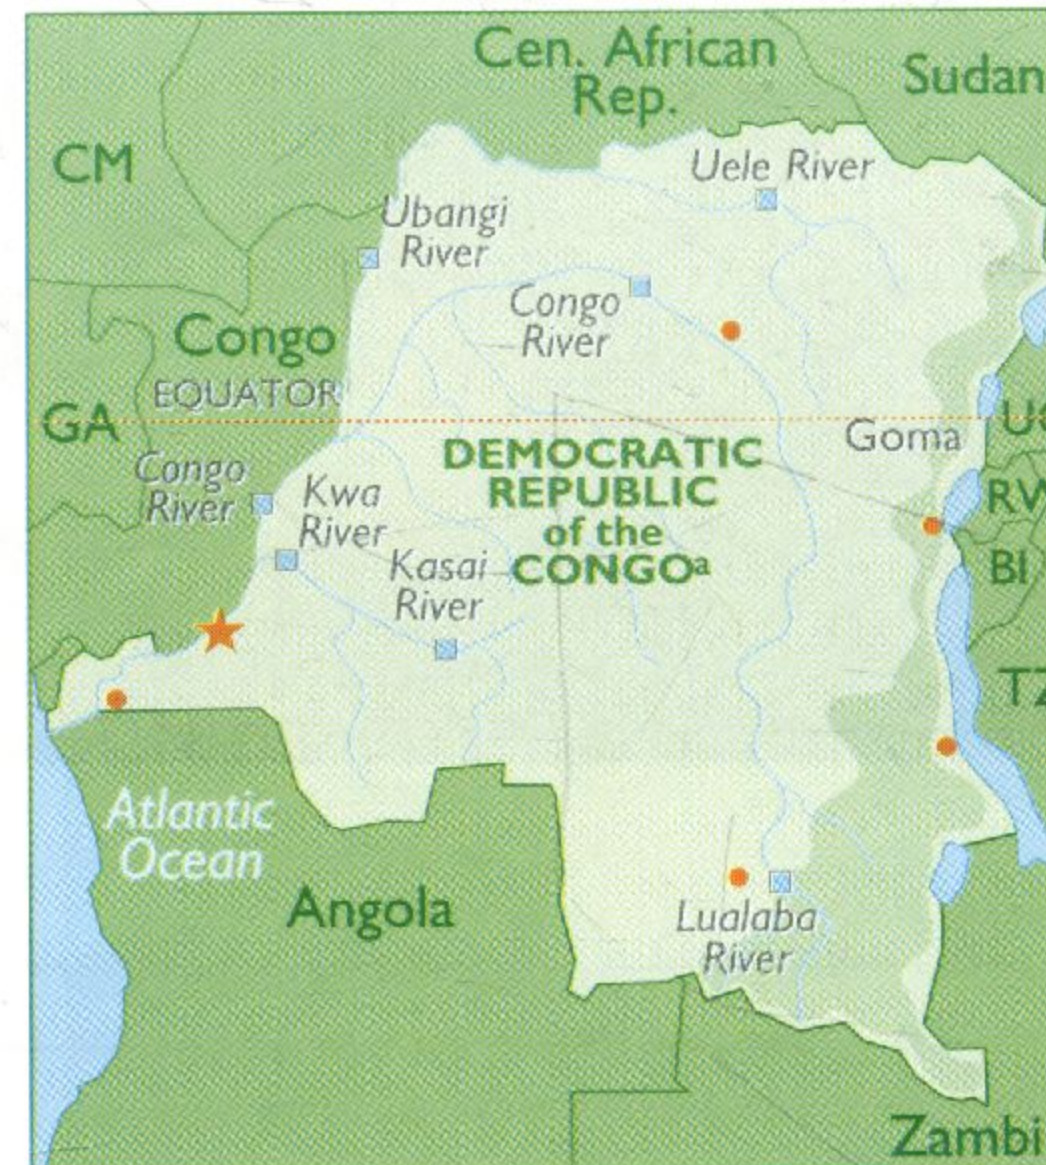 Cen. African
Rep.
Sudan
CM
Uele River
Ubangi
River
Congo
River
Congo
EQUATOR
GA
Goma
Congo
River
DEMOCRATIC
REPUBLIC
of the
CONGOa
Kwa
River
Kasai
River
RW
BI
TZ
Atlantic
Ocean
Angola
Lualaba
River
Zambi